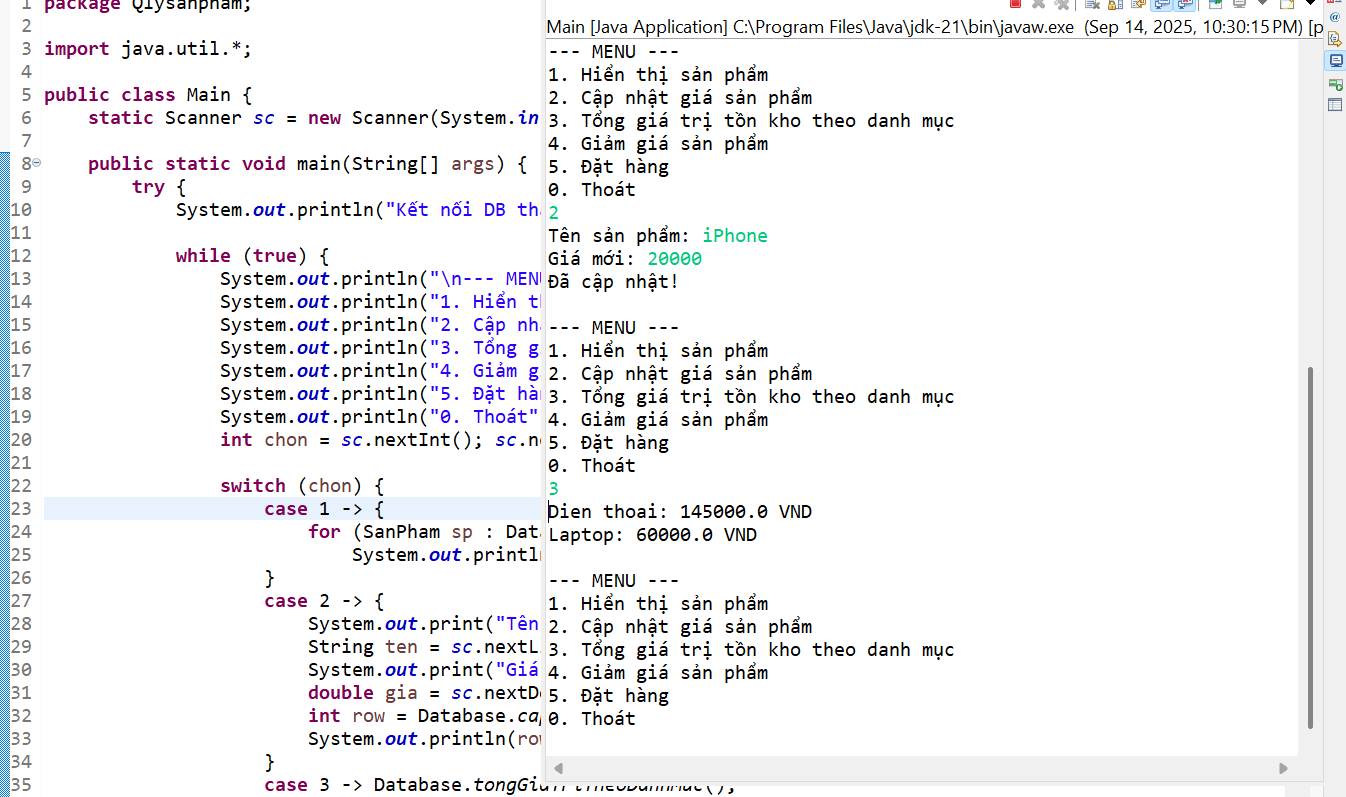 1 package Qlysanpham;
2
3 import java.util.*;
4
5 public class Main {
6 static Scanner sc = new Scanner(System.in
7
8 public static void main(String[] args) {
9 try {
10 System.out.println("Kết nối DB thà
11
12 while (true) {
13 System.out.println("\n--- MENU
14 System.out.println("1. Hiển th
15 System.out.println("2. Cập nhậ
16 System.out.println("3. Tổng g
17 System.out.println("4. Giảm g
18 System.out.println("5. Đặt hàn
19 System.out.println("0. Thoát"
20 int chon = sc.nextInt(); sc.ne
21
22 switch (chon) {
23 case 1 -> {
24 for (SanPham sp : Data
25 System.out.println
26 }
27 case 2 -> {
28 System.out.print("Tên
29 String ten = sc.nextL
30 System.out.print("Giá
31 double gia = sc.nextDo
32 int row = Database.cap
33 System.out.println(row
34 }
35 case 3 -> Database.tongGiaTriTheoDanhMuc();
Main [Java Application] C:\Program Files\Java\jdk-21\bin\javaw.exe (Sep 14, 2025, 10:30:15 PM) [p
--- MENU ---
1. Hiển thị sản phẩm
2. Cập nhật giá sản phẩm
3. Tổng giá trị tồn kho theo danh mục
4. Giảm giá sản phẩm
5. Đặt hàng
0. Thoát
2
Tên sản phẩm: iPhone
Giá mới: 20000
Đã cập nhật!
--- MENU ---
1. Hiển thị sản phẩm
2. Cập nhật giá sản phẩm
3. Tổng giá trị tồn kho theo danh mục
4. Giảm giá sản phẩm
5. Đặt hàng
0. Thoát
3
Dien thoai: 145000.0 VND
Laptop: 60000.0 VND
--- MENU ---
1. Hiển thị sản phẩm
2. Cập nhật giá sản phẩm
3. Tổng giá trị tồn kho theo danh mục
4. Giảm giá sản phẩm
5. Đặt hàng
0. Thoát